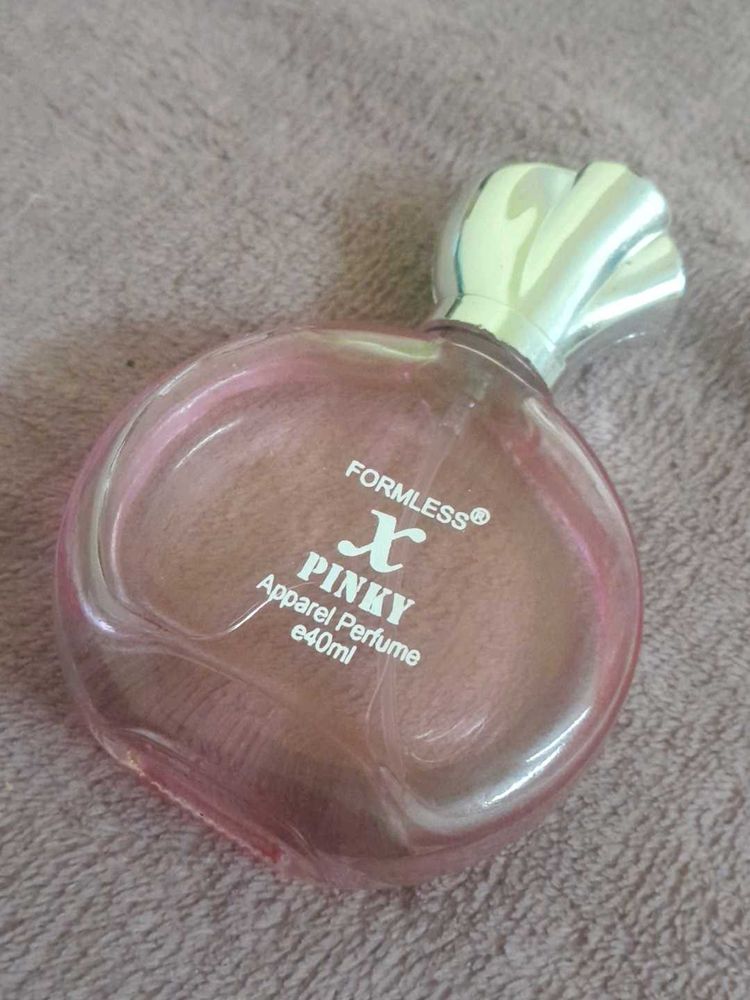 FORMLESS®
X
PINKY
Apparel Perfume
e40ml